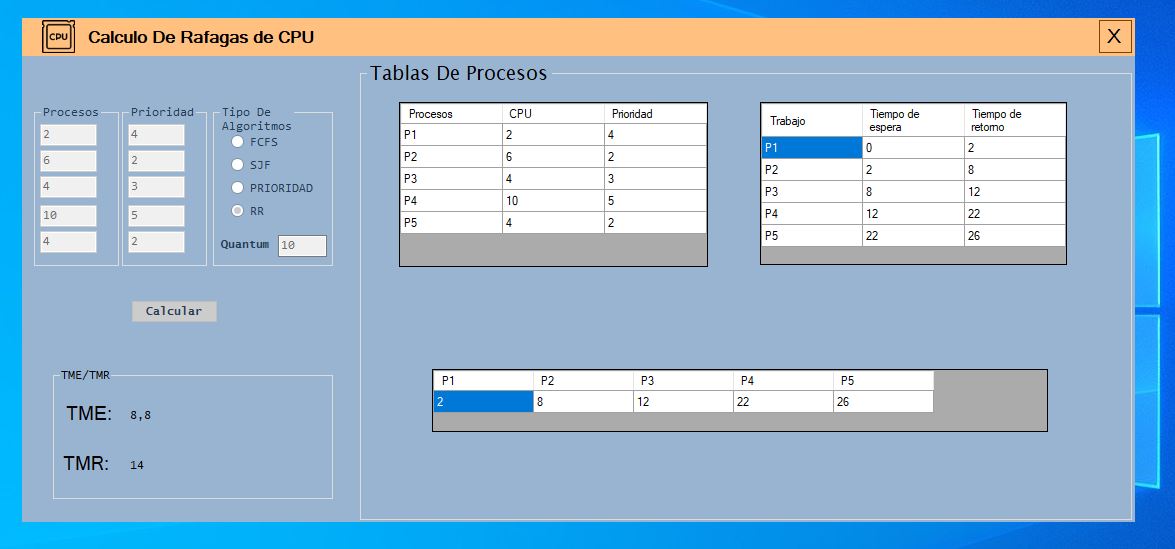 CPU Calculo De Rafagas de CPU X
Procesos
2
6
4
10
4
Prioridad
4
2
3
5
2
Tipo De
Algoritmos
FCFS
SJF
PRIORIDAD
RR
Quantum 10
Calcular
TME/TMR
TME: 8,8
TMR: 14
Tablas De Procesos
Procesos CPU Prioridad
P1 2 4
P2 6 2
P3 4 3
P4 10 5
P5 4 2
Trabajo Tiempo de espera Tiempo de retorno
P1 0 2
P2 2 8
P3 8 12
P4 12 22
P5 22 26
P1 P2 P3 P4 P5
2 8 12 22 26